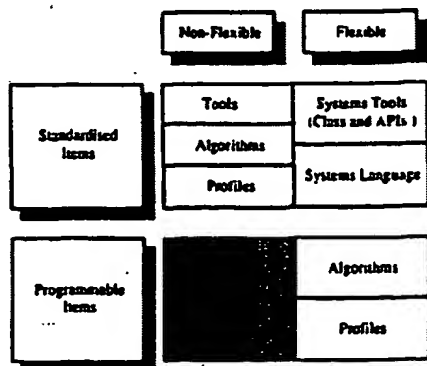 Non-Flexible
Flexible
Standardised
Items
Tools
Algorithms
Profiles
Systems Tools
(Class and APIs )
Systems Language
Programmable
Items
Algorithms
Profiles